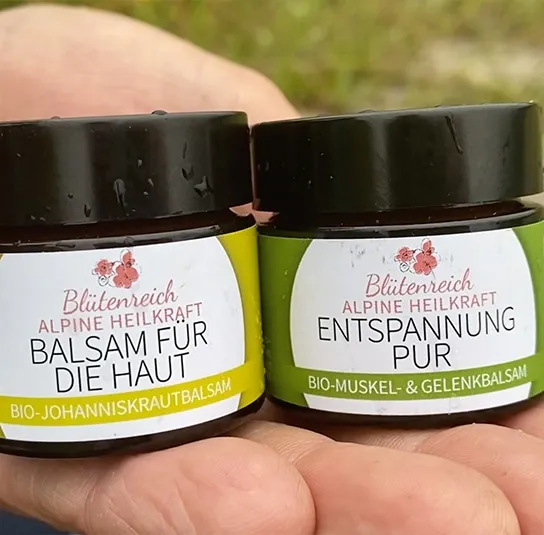 Blütenreich
ALPINE HEILKRAFT
BALSAM FÜR
DIE HAUT
BIO-JOHANNISKRAUTBALSAM
Blütenreich
ALPINE HEILKRAFT
ENTSPANNUNG
PUR
BIO-MUSKEL- & GELENKBALSAM